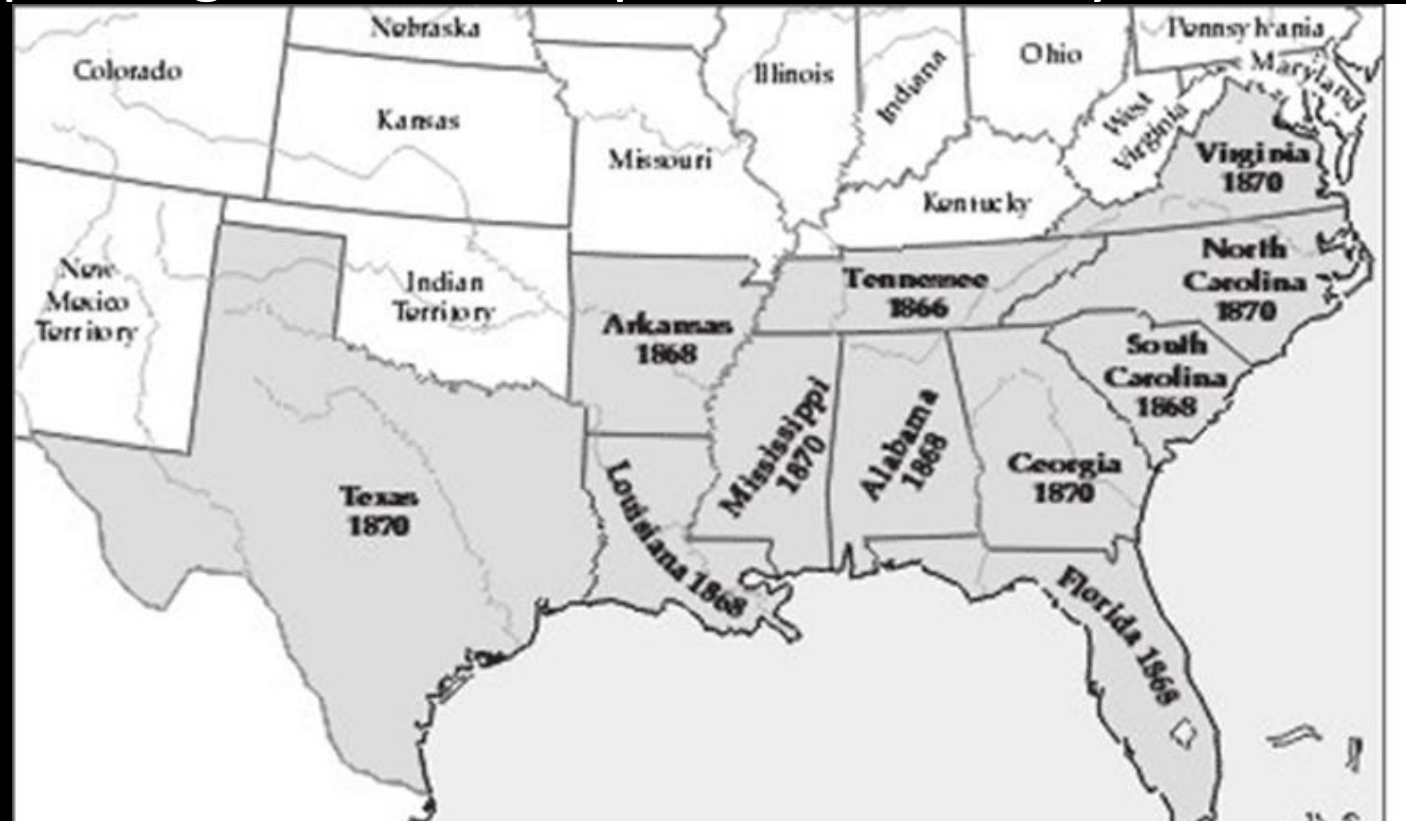 Nebraska
Pennsylvania
Colorado
Illinois
Indiana
Ohio
Maryland
Kansas
Missouri
West
Virginia
Virginia
1870
Kentucky
New
Mexico
Territory
Indian
Territory
Tennessee
1866
North
Carolina
1870
Arkansas
1868
South
Carolina
1868
Mississippi
1870
Alabama
1868
Georgia
1870
Texas
1870
Louisiana 1868
Florida 1868